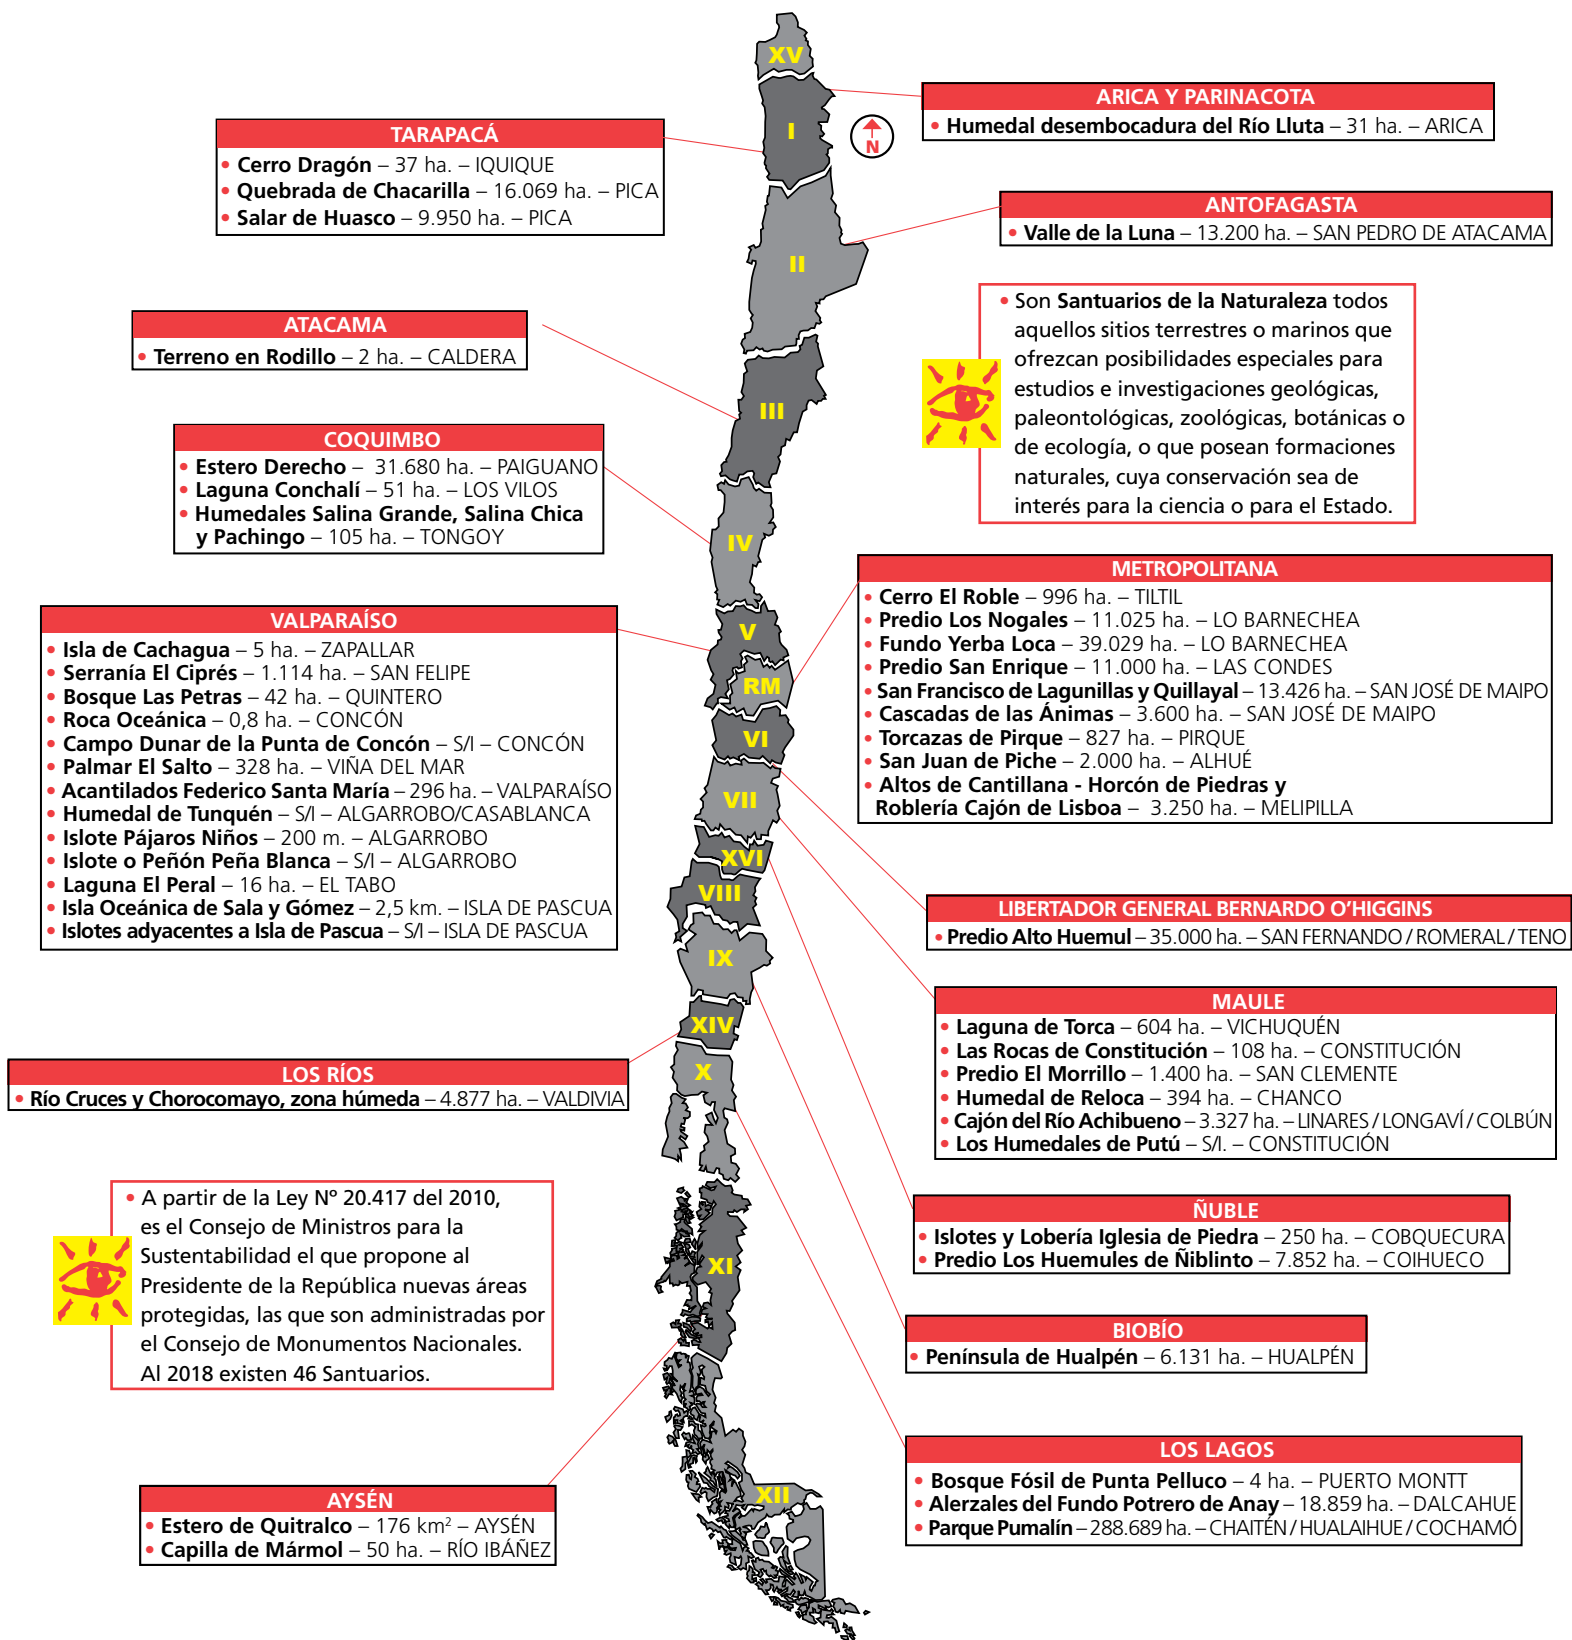 XV
I
II
III
IV
V
RM
VI
VII
XVI
VIII
IX
XIV
X
XI
XII
N
ARICA Y PARINACOTA
• Humedal desembocadura del Río Lluta – 31 ha. – ARICA
TARAPACÁ
• Cerro Dragón – 37 ha. – IQUIQUE
• Quebrada de Chacarilla – 16.069 ha. – PICA
• Salar de Huasco – 9.950 ha. – PICA
ANTOFAGASTA
• Valle de la Luna – 13.200 ha. – SAN PEDRO DE ATACAMA
• Son Santuarios de la Naturaleza todos
aquellos sitios terrestres o marinos que
ofrezcan posibilidades especiales para
estudios e investigaciones geológicas,
paleontológicas, zoológicas, botánicas o
de ecología, o que posean formaciones
naturales, cuya conservación sea de
interés para la ciencia o para el Estado.
ATACAMA
• Terreno en Rodillo – 2 ha. – CALDERA
COQUIMBO
• Estero Derecho – 31.680 ha. – PAIGUANO
• Laguna Conchalí – 51 ha. – LOS VILOS
• Humedales Salina Grande, Salina Chica
y Pachingo – 105 ha. – TONGOY
METROPOLITANA
• Cerro El Roble – 996 ha. – TILTIL
• Predio Los Nogales – 11.025 ha. – LO BARNECHEA
• Fundo Yerba Loca – 39.029 ha. – LO BARNECHEA
• Predio San Enrique – 11.000 ha. – LAS CONDES
• San Francisco de Lagunillas y Quillayal – 13.426 ha. – SAN JOSÉ DE MAIPO
• Cascadas de las Ánimas – 3.600 ha. – SAN JOSÉ DE MAIPO
• Torcazas de Pirque – 827 ha. – PIRQUE
• San Juan de Piche – 2.000 ha. – ALHUÉ
• Altos de Cantillana - Horcón de Piedras y
Roblería Cajón de Lisboa – 3.250 ha. – MELIPILLA
VALPARAÍSO
• Isla de Cachagua – 5 ha. – ZAPALLAR
• Serranía El Ciprés – 1.114 ha. – SAN FELIPE
• Bosque Las Petras – 42 ha. – QUINTERO
• Roca Oceánica – 0,8 ha. – CONCÓN
• Campo Dunar de la Punta de Concón – S/I – CONCÓN
• Palmar El Salto – 328 ha. – VIÑA DEL MAR
• Acantilados Federico Santa María – 296 ha. – VALPARAÍSO
• Humedal de Tunquén – S/I – ALGARROBO/CASABLANCA
• Islote Pájaros Niños – 200 m. – ALGARROBO
• Islote o Peñón Peña Blanca – S/I – ALGARROBO
• Laguna El Peral – 16 ha. – EL TABO
• Isla Oceánica de Sala y Gómez – 2,5 km. – ISLA DE PASCUA
• Islotes adyacentes a Isla de Pascua – S/I – ISLA DE PASCUA
LIBERTADOR GENERAL BERNARDO O'HIGGINS
• Predio Alto Huemul – 35.000 ha. – SAN FERNANDO / ROMERAL / TENO
MAULE
• Laguna de Torca – 604 ha. – VICHUQUÉN
• Las Rocas de Constitución – 108 ha. – CONSTITUCIÓN
• Predio El Morrillo – 1.400 ha. – SAN CLEMENTE
• Humedal de Reloca – 394 ha. – CHANCO
• Cajón del Río Achibueno – 3.327 ha. – LINARES / LONGAVÍ / COLBÚN
• Los Humedales de Putú – S/I. – CONSTITUCIÓN
LOS RÍOS
• Río Cruces y Chorocomayo, zona húmeda – 4.877 ha. – VALDIVIA
• A partir de la Ley Nº 20.417 del 2010,
es el Consejo de Ministros para la
Sustentabilidad el que propone al
Presidente de la República nuevas áreas
protegidas, las que son administradas por
el Consejo de Monumentos Nacionales.
Al 2018 existen 46 Santuarios.
ÑUBLE
• Islotes y Lobería Iglesia de Piedra – 250 ha. – COBQUECURA
• Predio Los Huemules de Ñiblinto – 7.852 ha. – COIHUECO
BIOBÍO
• Península de Hualpén – 6.131 ha. – HUALPÉN
LOS LAGOS
• Bosque Fósil de Punta Pelluco – 4 ha. – PUERTO MONTT
• Alerzales del Fundo Potrero de Anay – 18.859 ha. – DALCAHUE
• Parque Pumalín – 288.689 ha. – CHAITÉN / HUALAIHUE / COCHAMÓ
AYSÉN
• Estero de Quitralco – 176 km² – AYSÉN
• Capilla de Mármol – 50 ha. – RÍO IBÁÑEZ